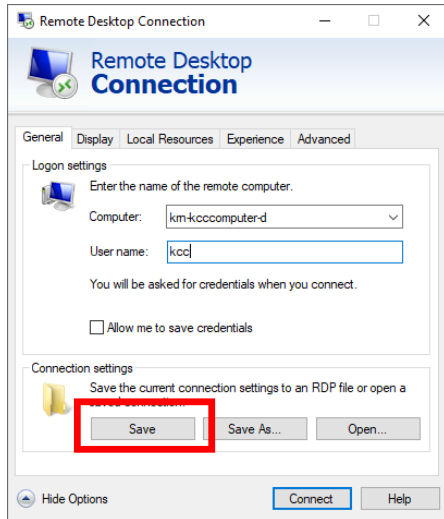 Remote Desktop Connection
Remote Desktop
Connection
General Display Local Resources Experience Advanced
Logon settings
Enter the name of the remote computer.
Computer: km-kcccomputer-d
User name: kcc
You will be asked for credentials when you connect.
Allow me to save credentials
Connection settings
Save the current connection settings to an RDP file or open a
saved connection.
Save Save As... Open...
Hide Options Connect Help